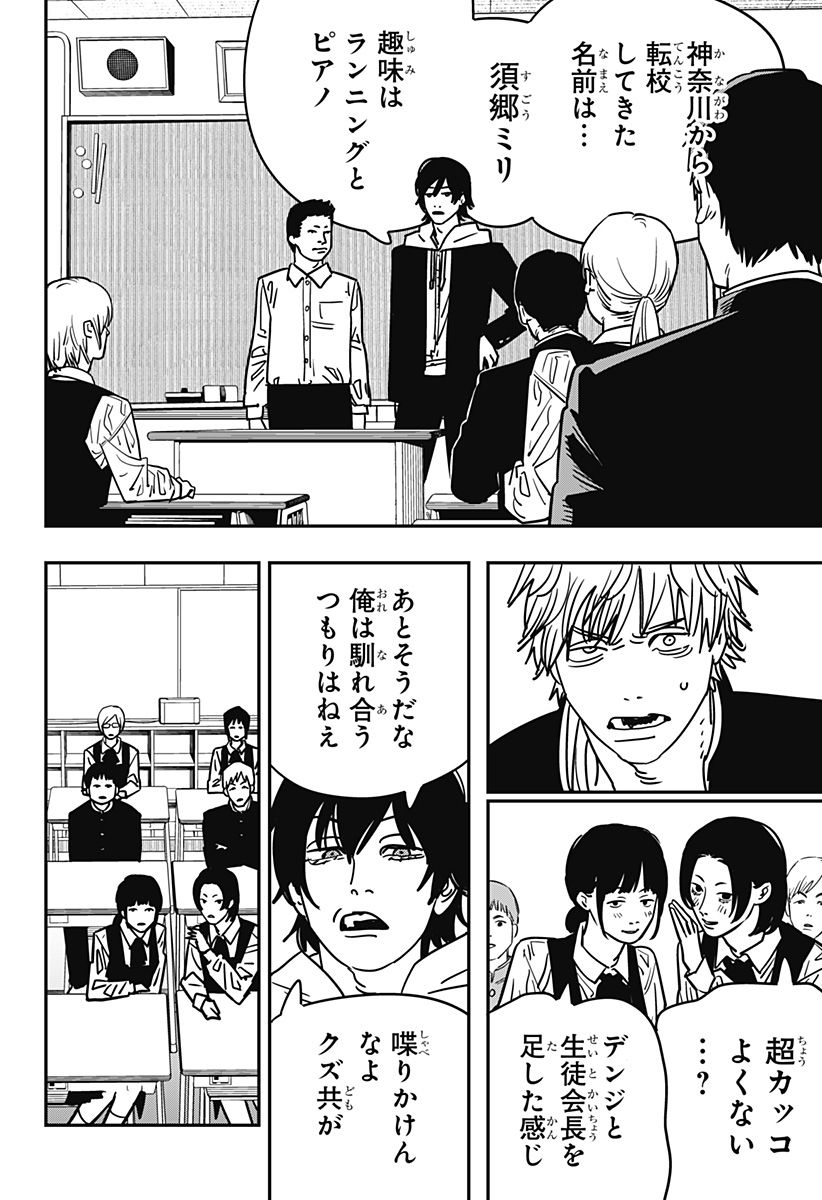 神奈川から
転校
してきた
名前は…
須郷ミリ
趣味は
ランニングと
ピアノ
超カッコ
よくない
…？
デンジと
生徒会長を
足した感じ
あとそうだな
俺は馴れ合う
つもりはねえ
喋りかけん
なよ
クズ共が